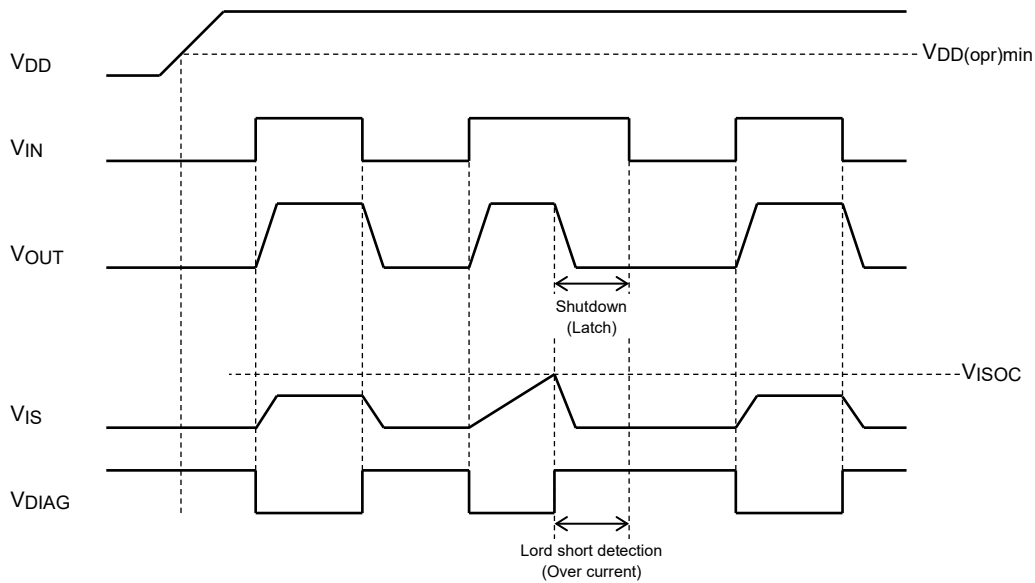 VDD
VDD(opr)min
VIN
VOUT
Shutdown
(Latch)
VISOC
VIS
VDIAG
Lord short detection
(Over current)